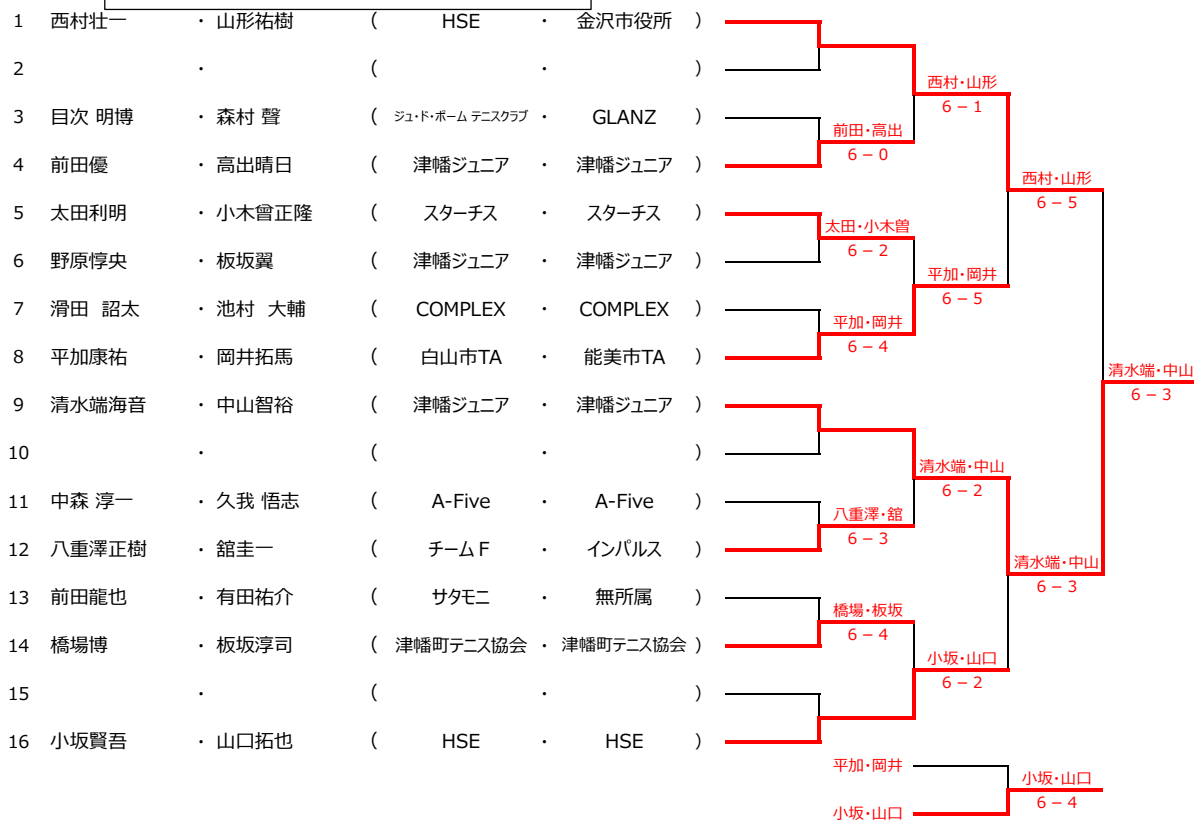 1 西村壮一 ・ 山形祐樹 ( HSE ・ 金沢市役所 )
2 ・ ( ・ )
西村・山形
6 – 1
3 目次 明博 ・ 森村 聲 ( ジュ・ド・ポーム テニスクラブ ・ GLANZ )
前田・高出
6 – 0
4 前田優 ・ 高出晴日 ( 津幡ジュニア ・ 津幡ジュニア )
西村・山形
6 – 5
5 太田利明 ・ 小木曾正隆 ( スターチス ・ スターチス )
太田・小木曽
6 – 2
6 野原惇央 ・ 板坂翼 ( 津幡ジュニア ・ 津幡ジュニア )
平加・岡井
6 – 5
7 滑田 詔太 ・ 池村 大輔 ( COMPLEX ・ COMPLEX )
平加・岡井
6 – 4
8 平加康祐 ・ 岡井拓馬 ( 白山市TA ・ 能美市TA )
清水端・中山
6 – 3
9 清水端海音 ・ 中山智裕 ( 津幡ジュニア ・ 津幡ジュニア )
10 ・ ( ・ )
清水端・中山
6 – 2
11 中森 淳一 ・ 久我 悟志 ( A-Five ・ A-Five )
八重澤・舘
6 – 3
12 八重澤正樹 ・ 舘圭一 ( チームF ・ インパルス )
清水端・中山
6 – 3
13 前田龍也 ・ 有田祐介 ( サタモニ ・ 無所属 )
橋場・板坂
6 – 4
14 橋場博 ・ 板坂淳司 ( 津幡町テニス協会 ・ 津幡町テニス協会 )
小坂・山口
6 – 2
15 ・ ( ・ )
16 小坂賢吾 ・ 山口拓也 ( HSE ・ HSE )
平加・岡井
小坂・山口
6 – 4
小坂・山口